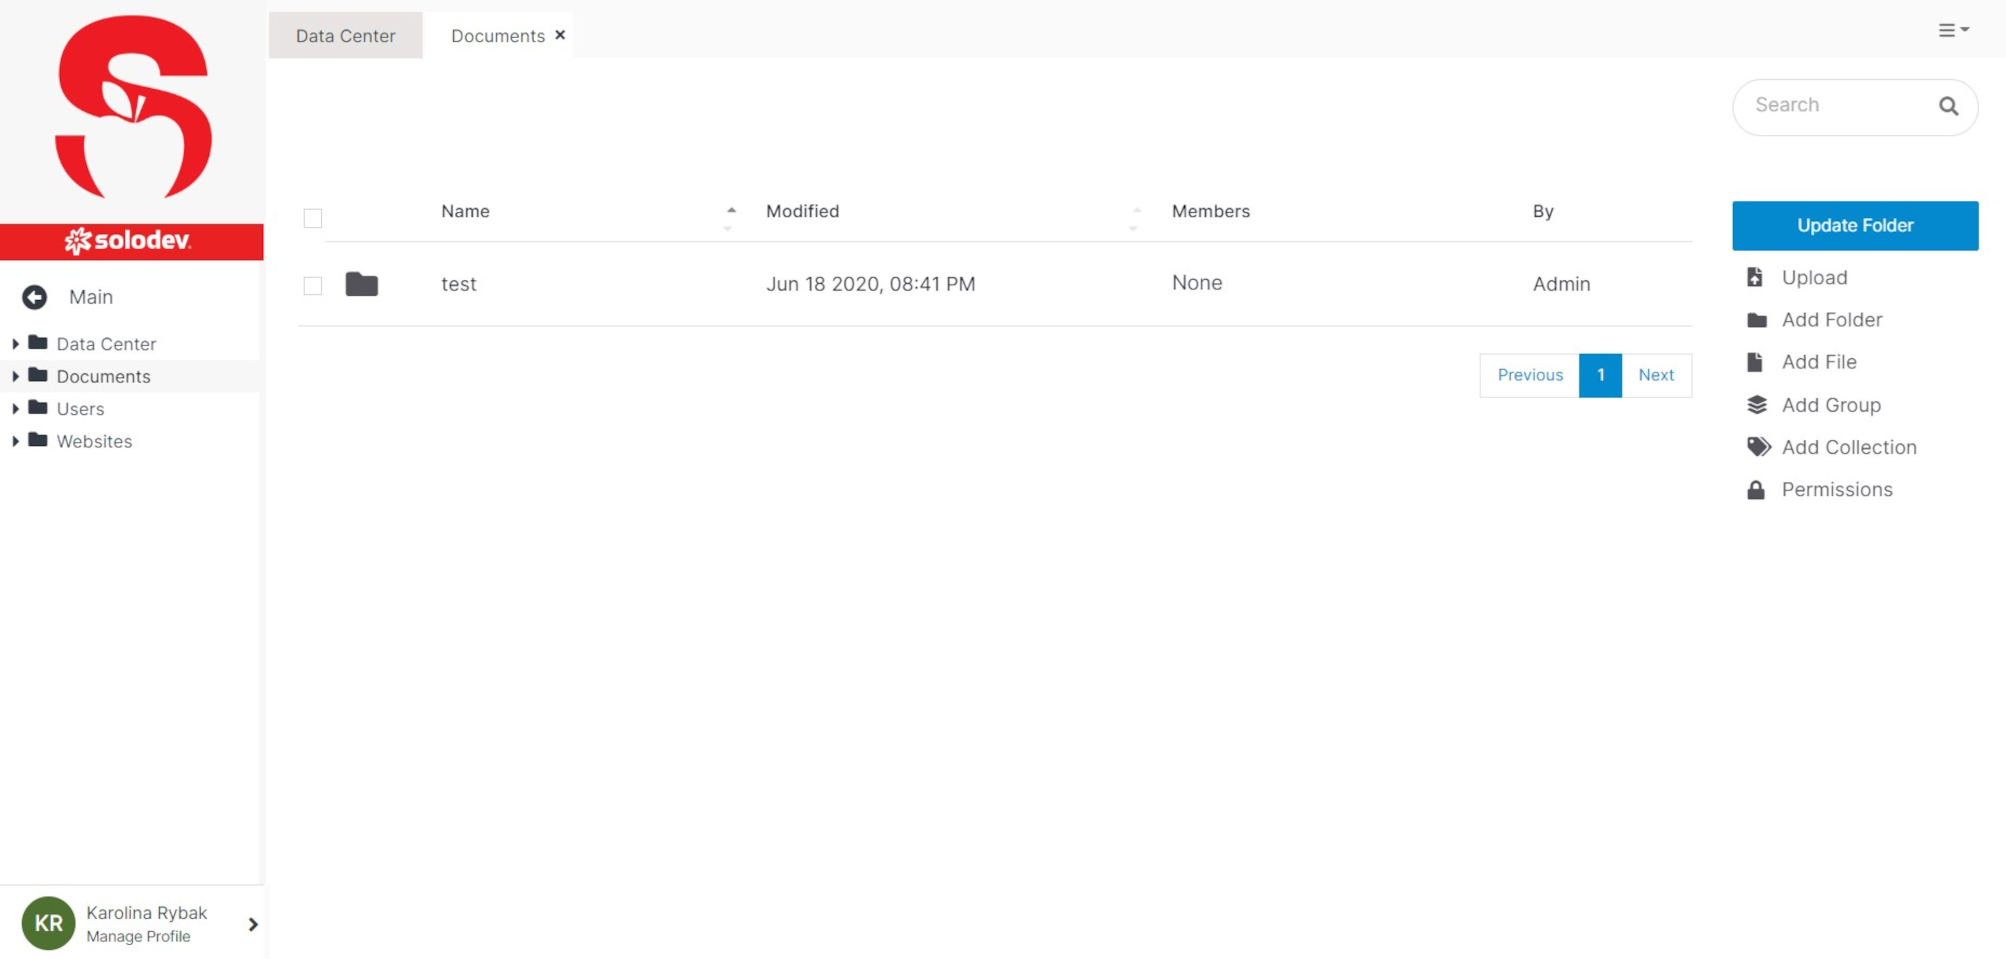 Data Center
Documents ×
Search
solodev
Main
Data Center
Documents
Users
Websites
Name Modified Members By
test Jun 18 2020, 08:41 PM None Admin
Previous 1 Next
Update Folder
Upload
Add Folder
Add File
Add Group
Add Collection
Permissions
KR
Karolina Rybak
Manage Profile